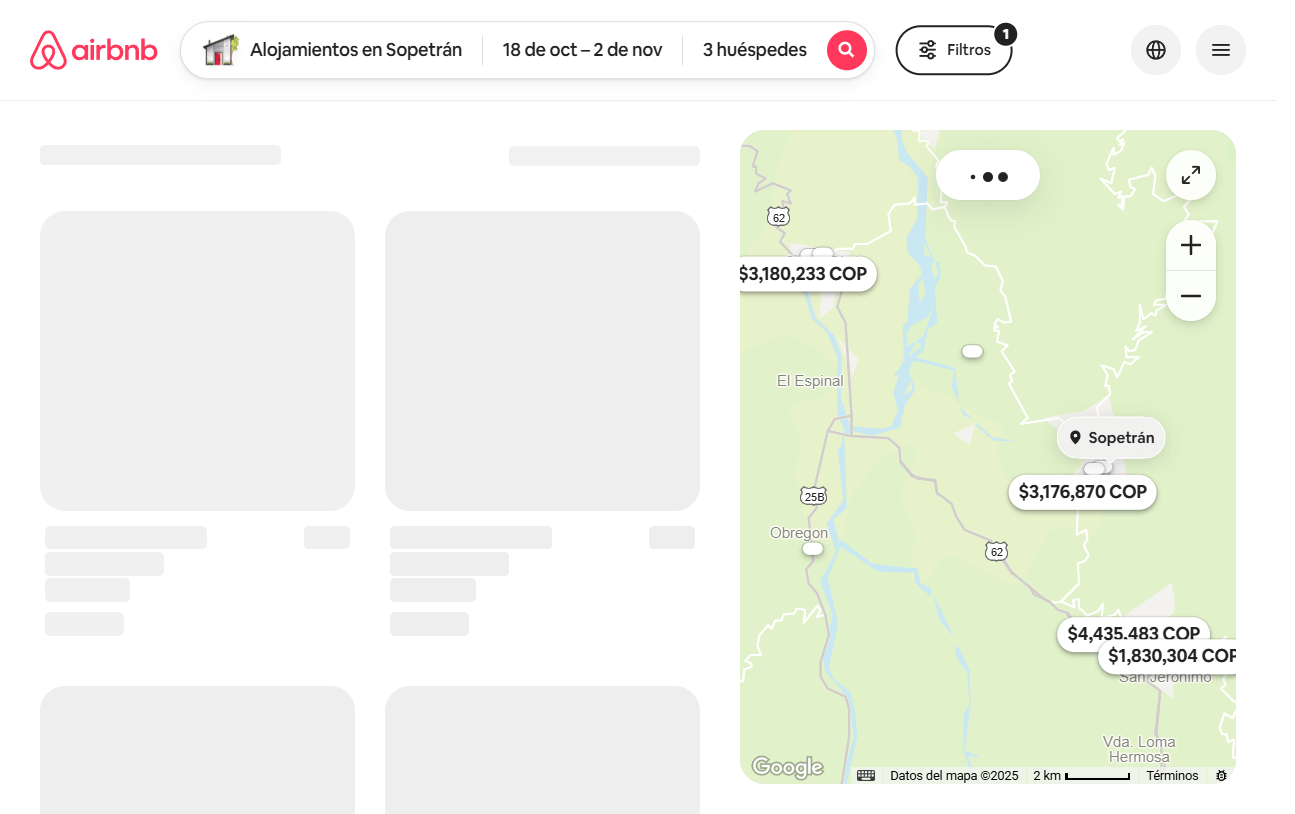 airbnb
Alojamientos en Sopetrán
18 de oct – 2 de nov
3 huéspedes
Filtros
1
62
$3,180,233 COP
El Espinal
Sopetrán
$3,176,870 COP
25B
Obregon
62
$4,435,483 COP
$1,830,304 COP
San Jerónimo
Vda. Loma
Hermosa
Google
Datos del mapa ©2025
2 km
Términos